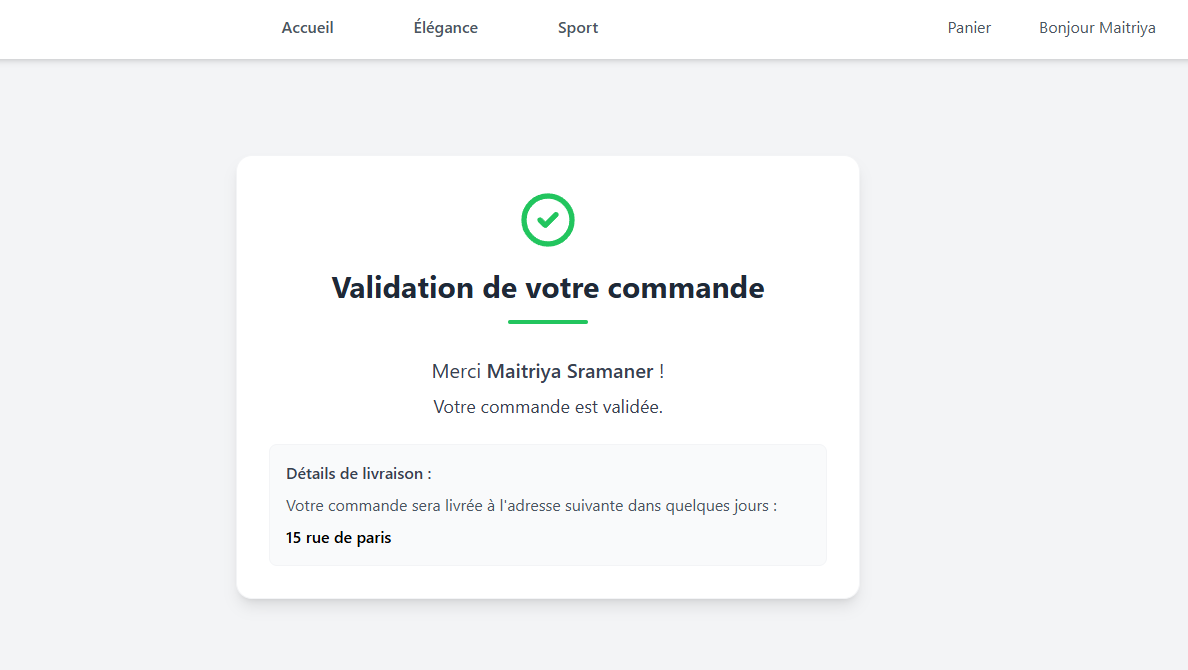 Accueil Élégance Sport Panier Bonjour Maitriya
Validation de votre commande
Merci Maitriya Sramaner !
Votre commande est validée.
Détails de livraison :
Votre commande sera livrée à l'adresse suivante dans quelques jours :
15 rue de paris